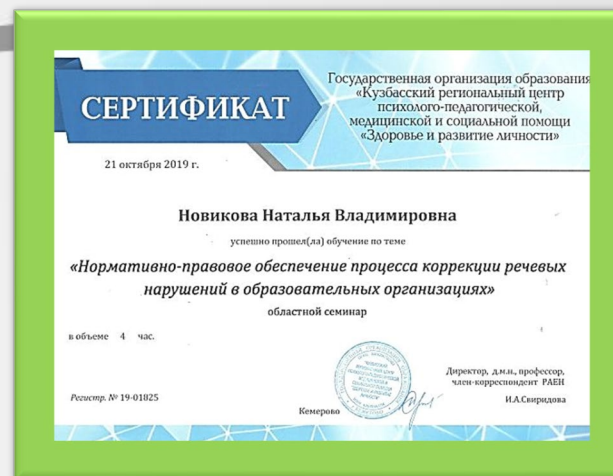 СЕРТИФИКАТ
Государственная организация образования
«Кузбасский региональный центр
психолого-педагогической,
медицинской и социальной помощи
«Здоровье и развитие личности»
21 октября 2019 г.
Новикова Наталья Владимировна
успешно прошел(ла) обучение по теме
«Нормативно-правовое обеспечение процесса коррекции речевых
нарушений в образовательных организациях»
областной семинар
в объеме 4 час.
Директор, д.м.н., профессор,
член-корреспондент РАЕН
Регистр. № 19-01825
И.А.Свиридова
Кемерово